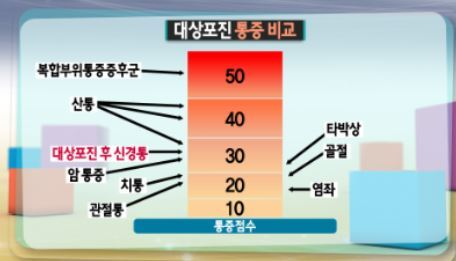 대상포진 통증 비교
복합부위통증증후군
산통
대상포진 후 신경통
암 통증
치통
관절통
50
40
30
20
10
타박상
골절
염좌
통증점수